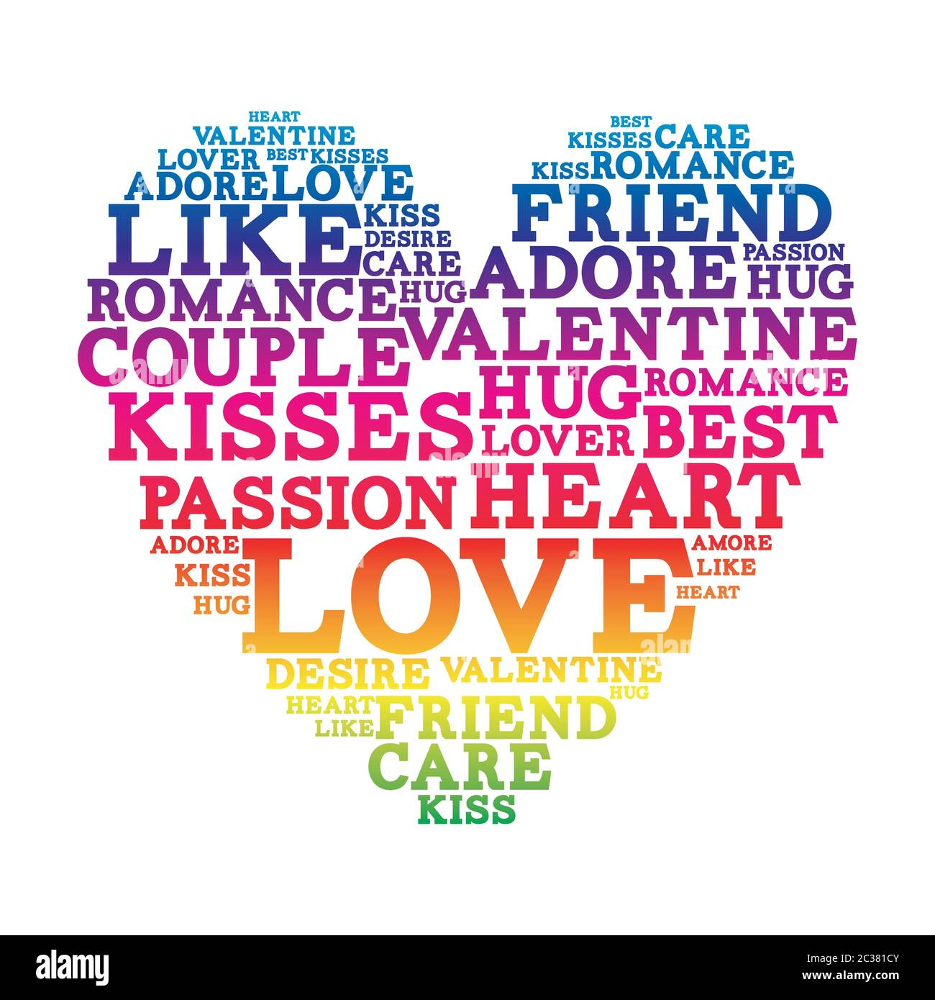 HEART
VALENTINE
LOVER BEST KISSES
ADORE LOVE
LIKE
KISS
DESIRE
CARE
ROMANCE HUG
COUPLE
KISSES
BEST
KISSES CARE
KISS ROMANCE
FRIEND
ADORE PASSION
HUG
VALENTINE
HUG ROMANCE
LOVER BEST
PASSION HEART
ADORE
KISS
HUG
LOVE
AMORE
LIKE
HEART
DESIRE VALENTINE
HUG
HEART
LIKE
FRIEND
CARE
KISS
alamy
Image ID: 2C381CY
www.alamy.com